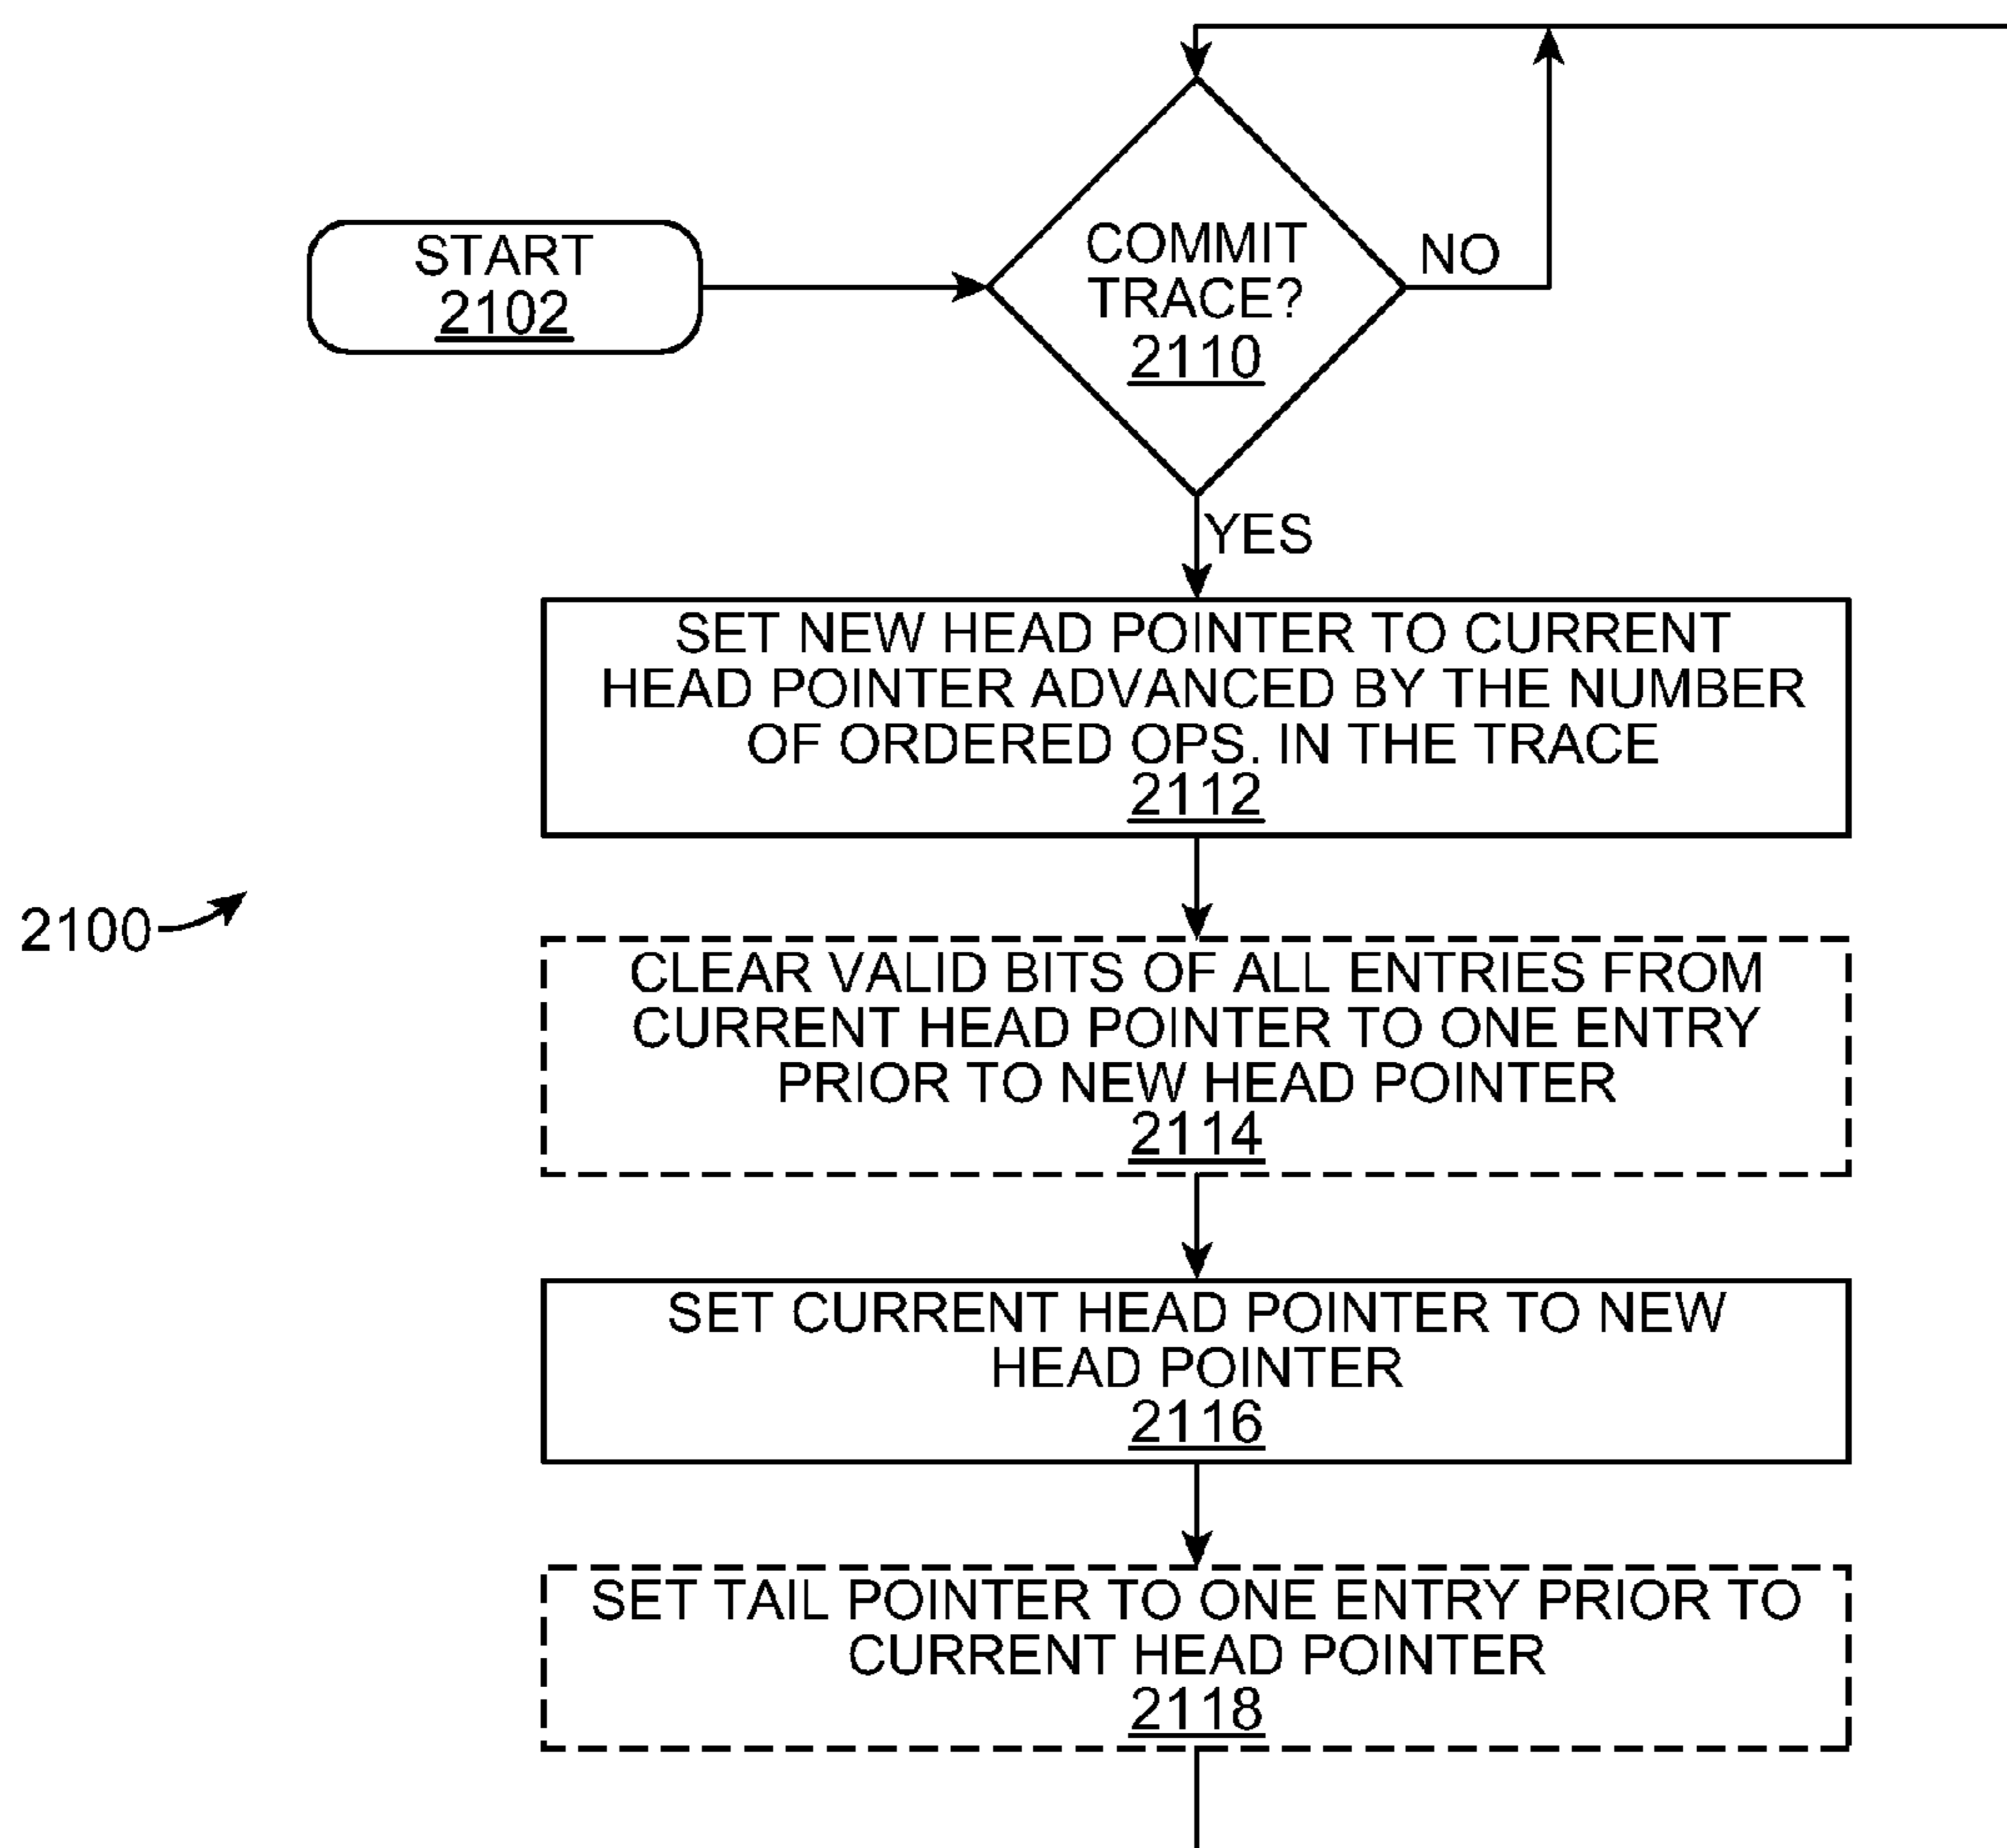 START
2102
COMMIT
TRACE?
2110
NO
YES
SET NEW HEAD POINTER TO CURRENT
HEAD POINTER ADVANCED BY THE NUMBER
OF ORDERED OPS. IN THE TRACE
2112
2100
CLEAR VALID BITS OF ALL ENTRIES FROM
CURRENT HEAD POINTER TO ONE ENTRY
PRIOR TO NEW HEAD POINTER
2114
SET CURRENT HEAD POINTER TO NEW
HEAD POINTER
2116
SET TAIL POINTER TO ONE ENTRY PRIOR TO
CURRENT HEAD POINTER
2118